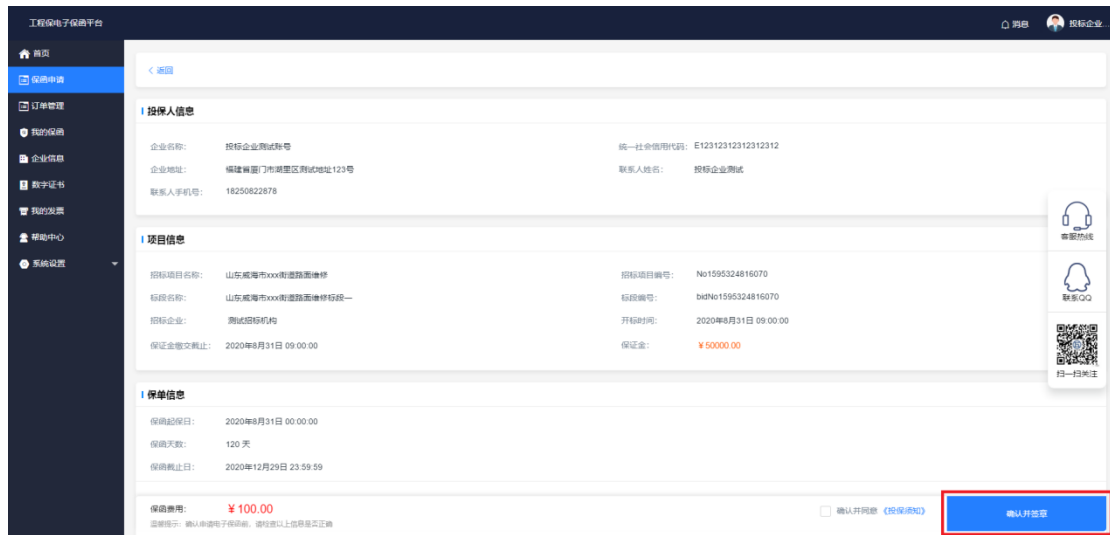 工程保电子保函平台
消息
投标企业...
首页
保函申请
订单管理
我的保函
企业信息
数字证书
我的发票
帮助中心
系统设置
< 返回
投保人信息
企业名称: 投标企业测试账号 统一社会信用代码: E12312312312312312
企业地址: 福建省厦门市湖里区测试地址123号 联系人姓名: 投标企业测试
联系人手机号: 18250822878
项目信息
招标项目名称: 山东威海市xxx街道路面维修 招标项目编号: No1595324816070
标段名称: 山东威海市xxx街道路面维修标段一 标段编号: bidNo1595324816070
招标企业: 测试招标机构 开标时间: 2020年8月31日 09:00:00
保证金缴交截止: 2020年8月31日 09:00:00 保证金: ¥50000.00
保单信息
保函起保日: 2020年8月31日 00:00:00
保函天数: 120 天
保函截止日: 2020年12月29日 23:59:59
保函费用: ¥100.00
温馨提示: 确认申请电子保函前，请检查以上信息是否正确
确认并同意 《投保须知》
确认并签章
客服热线
联系QQ
扫一扫关注